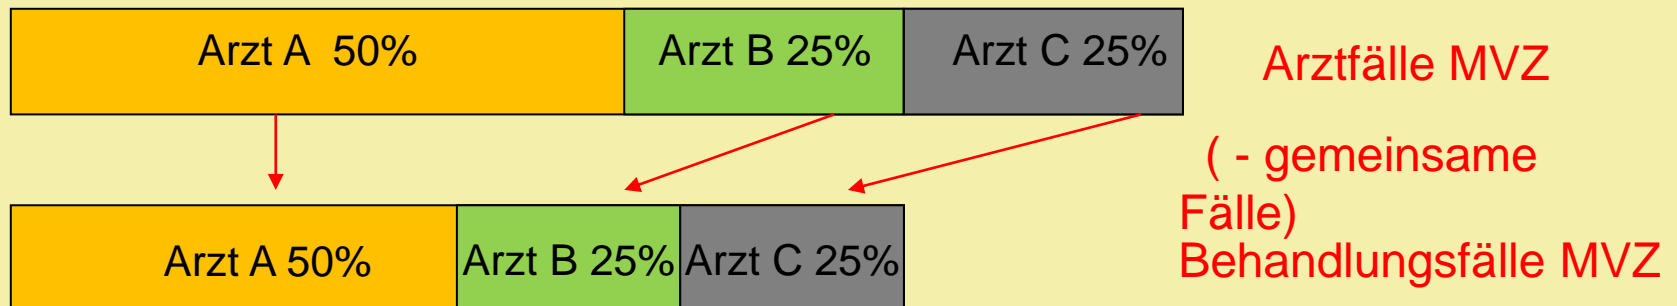 Arzt A 50% Arzt B 25% Arzt C 25%
Arztfälle MVZ
( - gemeinsame
Fälle)
Behandlungsfälle MVZ
Arzt A 50% Arzt B 25% Arzt C 25%